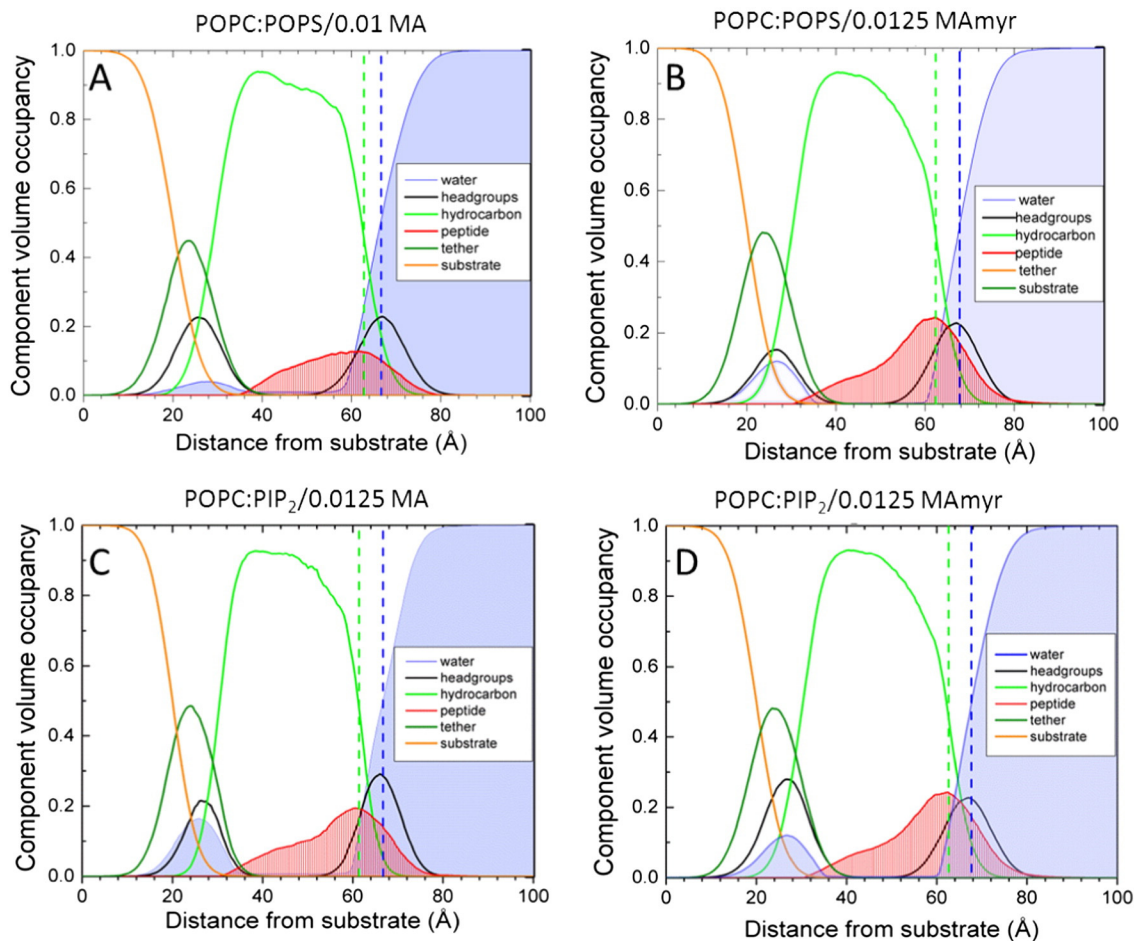 POPC:POPS/0.01 MA
A
Component volume occupancy
1.0
0.8
0.6
0.4
0.2
0.0
water
headgroups
hydrocarbon
peptide
tether
substrate
0
20
40
60
80
100
Distance from substrate (Å)
POPC:POPS/0.0125 MAmyr
B
Component volume occupancy
1.0
0.8
0.6
0.4
0.2
0.0
water
headgroups
hydrocarbon
peptide
tether
substrate
0
20
40
60
80
100
Distance from substrate (Å)
POPC:PIP₂/0.0125 MA
C
Component volume occupancy
1.0
0.8
0.6
0.4
0.2
0.0
water
headgroups
hydrocarbon
peptide
tether
substrate
0
20
40
60
80
100
Distance from substrate (Å)
POPC:PIP₂/0.0125 MAmyr
D
Component volume occupancy
1.0
0.8
0.6
0.4
0.2
0.0
water
headgroups
hydrocarbon
peptide
tether
substrate
0
20
40
60
80
100
Distance from substrate (Å)